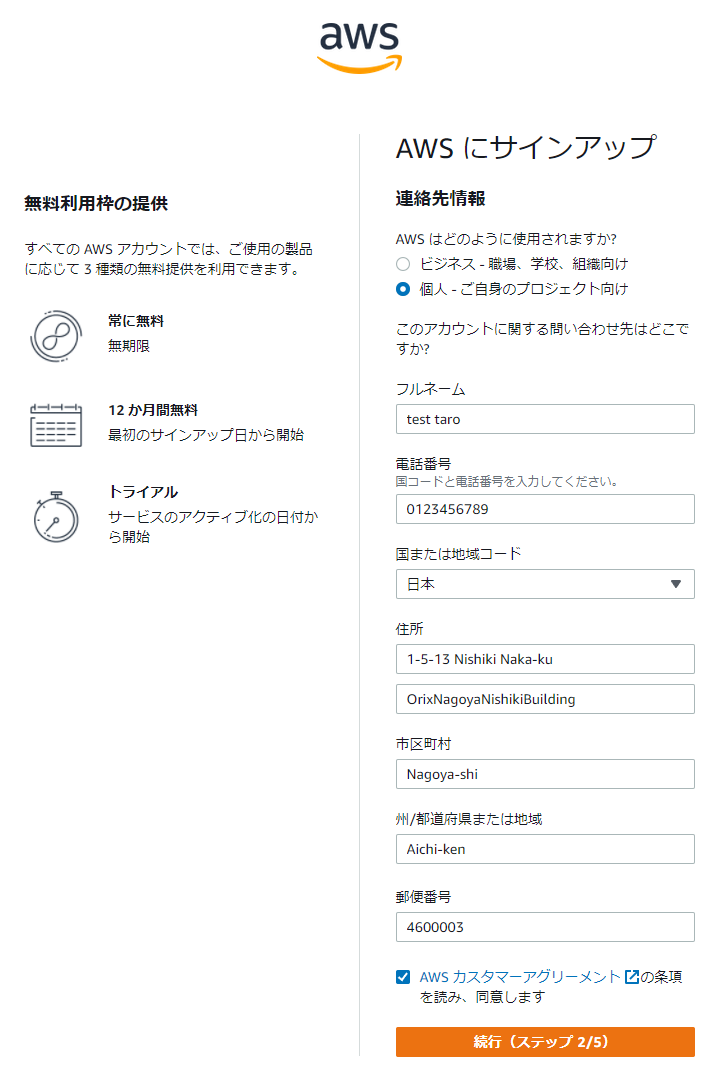 aws
無料利用枠の提供
すべての AWS アカウントでは、ご使用の製品
に応じて 3 種類の無料提供を利用できます。
常に無料
無期限
12 か月間無料
最初のサインアップ日から開始
トライアル
サービスのアクティブ化の日付か
ら開始
AWS にサインアップ
連絡先情報
AWS はどのように使用されますか?
ビジネス - 職場、学校、組織向け
個人 - ご自身のプロジェクト向け
このアカウントに関する問い合わせ先はどこで
すか?
フルネーム
test taro
電話番号
国コードと電話番号を入力してください。
0123456789
国または地域コード
日本
住所
1-5-13 Nishiki Naka-ku
OrixNagoyaNishikiBuilding
市区町村
Nagoya-shi
州/都道府県または地域
Aichi-ken
郵便番号
4600003
AWS カスタマーアグリーメント の条項
を読み、同意します
続行（ステップ 2/5）